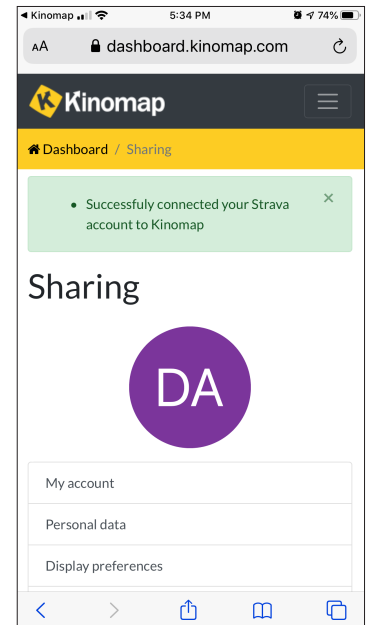 Kinomap 5:34 PM 74%
AA dashboard.kinomap.com
Kinomap
Dashboard / Sharing
Successfuly connected your Strava
account to Kinomap
×
Sharing
DA
My account
Personal data
Display preferences